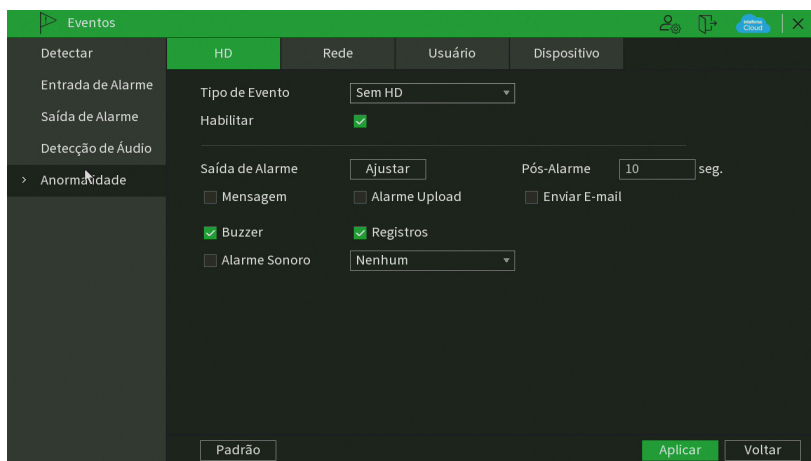 Eventos
intelbras Cloud
Detectar
Entrada de Alarme
Saída de Alarme
Detecção de Áudio
Anormalidade
HD Rede Usuário Dispositivo
Tipo de Evento Sem HD
Habilitar
Saída de Alarme Ajustar Pós-Alarme 10 seg.
Mensagem Alarme Upload Enviar E-mail
Buzzer Registros
Alarme Sonoro Nenhum
Padrão Aplicar Voltar